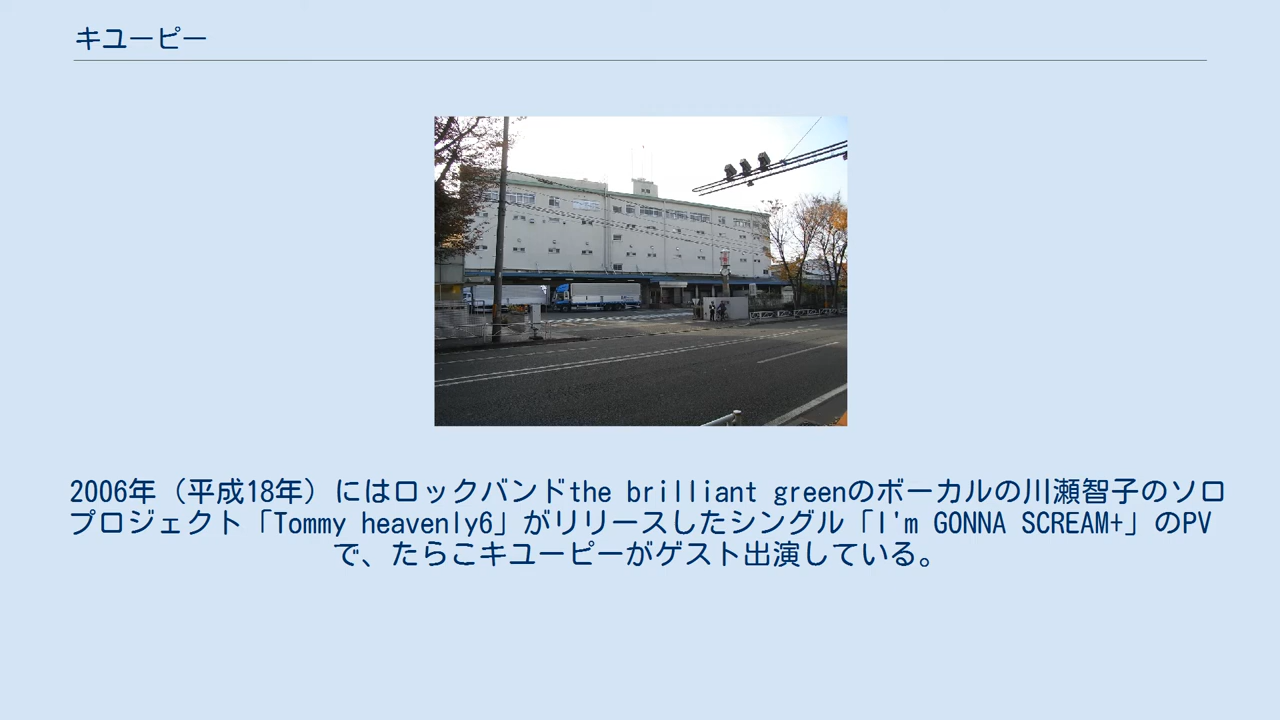 キユーピー
2006年（平成18年）にはロックバンドthe brilliant greenのボーカルの川瀬智子のソロ
プロジェクト「Tommy heavenly6」がリリースしたシングル「I'm GONNA SCREAM+」のPV
で、たらこキユーピーがゲスト出演している。